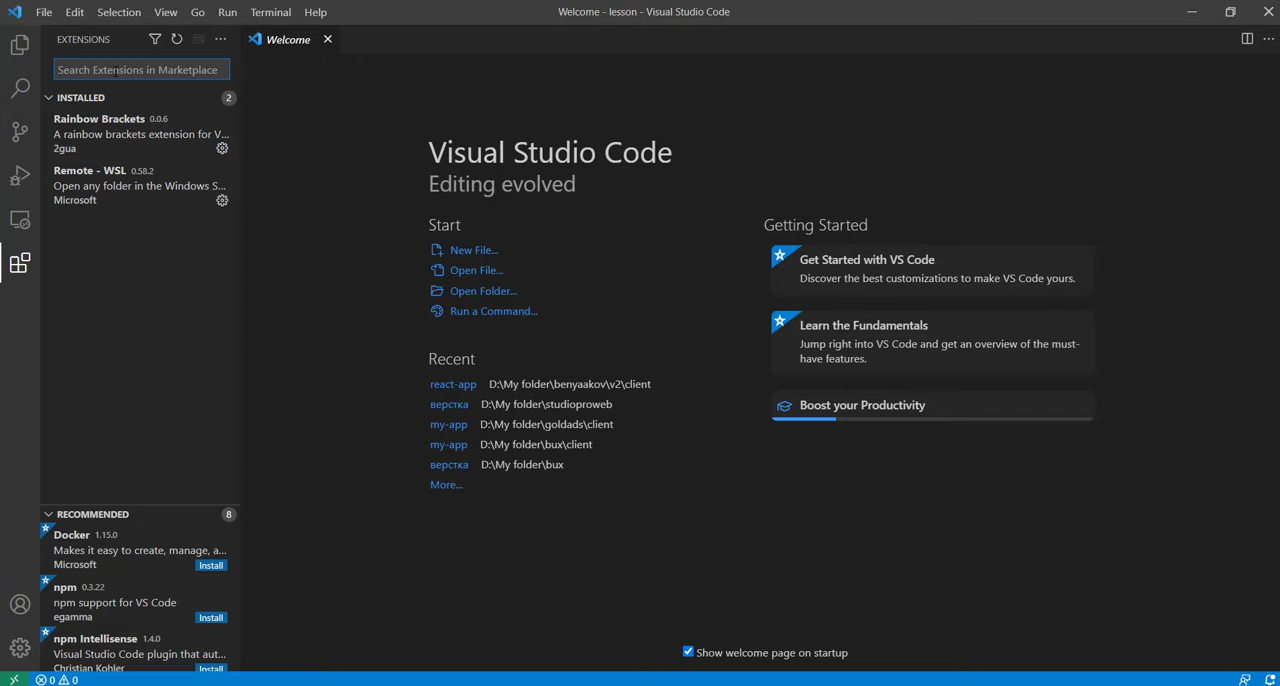 File Edit Selection View Go Run Terminal Help
Welcome - lesson - Visual Studio Code
EXTENSIONS
Welcome
Search Extensions in Marketplace
INSTALLED 2
Rainbow Brackets 0.0.6
A rainbow brackets extension for V...
2gua
Remote - WSL 0.58.2
Open any folder in the Windows S...
Microsoft
RECOMMENDED 8
Docker 1.15.0
Makes it easy to create, manage, a...
Microsoft Install
npm 0.3.22
npm support for VS Code
egamma Install
npm Intellisense 1.4.0
Visual Studio Code plugin that aut...
Christian Kohler Install
Visual Studio Code
Editing evolved
Start
New File...
Open File...
Open Folder...
Run a Command...
Recent
react-app D:\My folder\benyaakov\v2\client
верстка D:\My folder\studioproweb
my-app D:\My folder\goldads\client
my-app D:\My folder\bux\client
верстка D:\My folder\bux
More...
Getting Started
Get Started with VS Code
Discover the best customizations to make VS Code yours.
Learn the Fundamentals
Jump right into VS Code and get an overview of the must-
have features.
Boost your Productivity
Show welcome page on startup
0 0